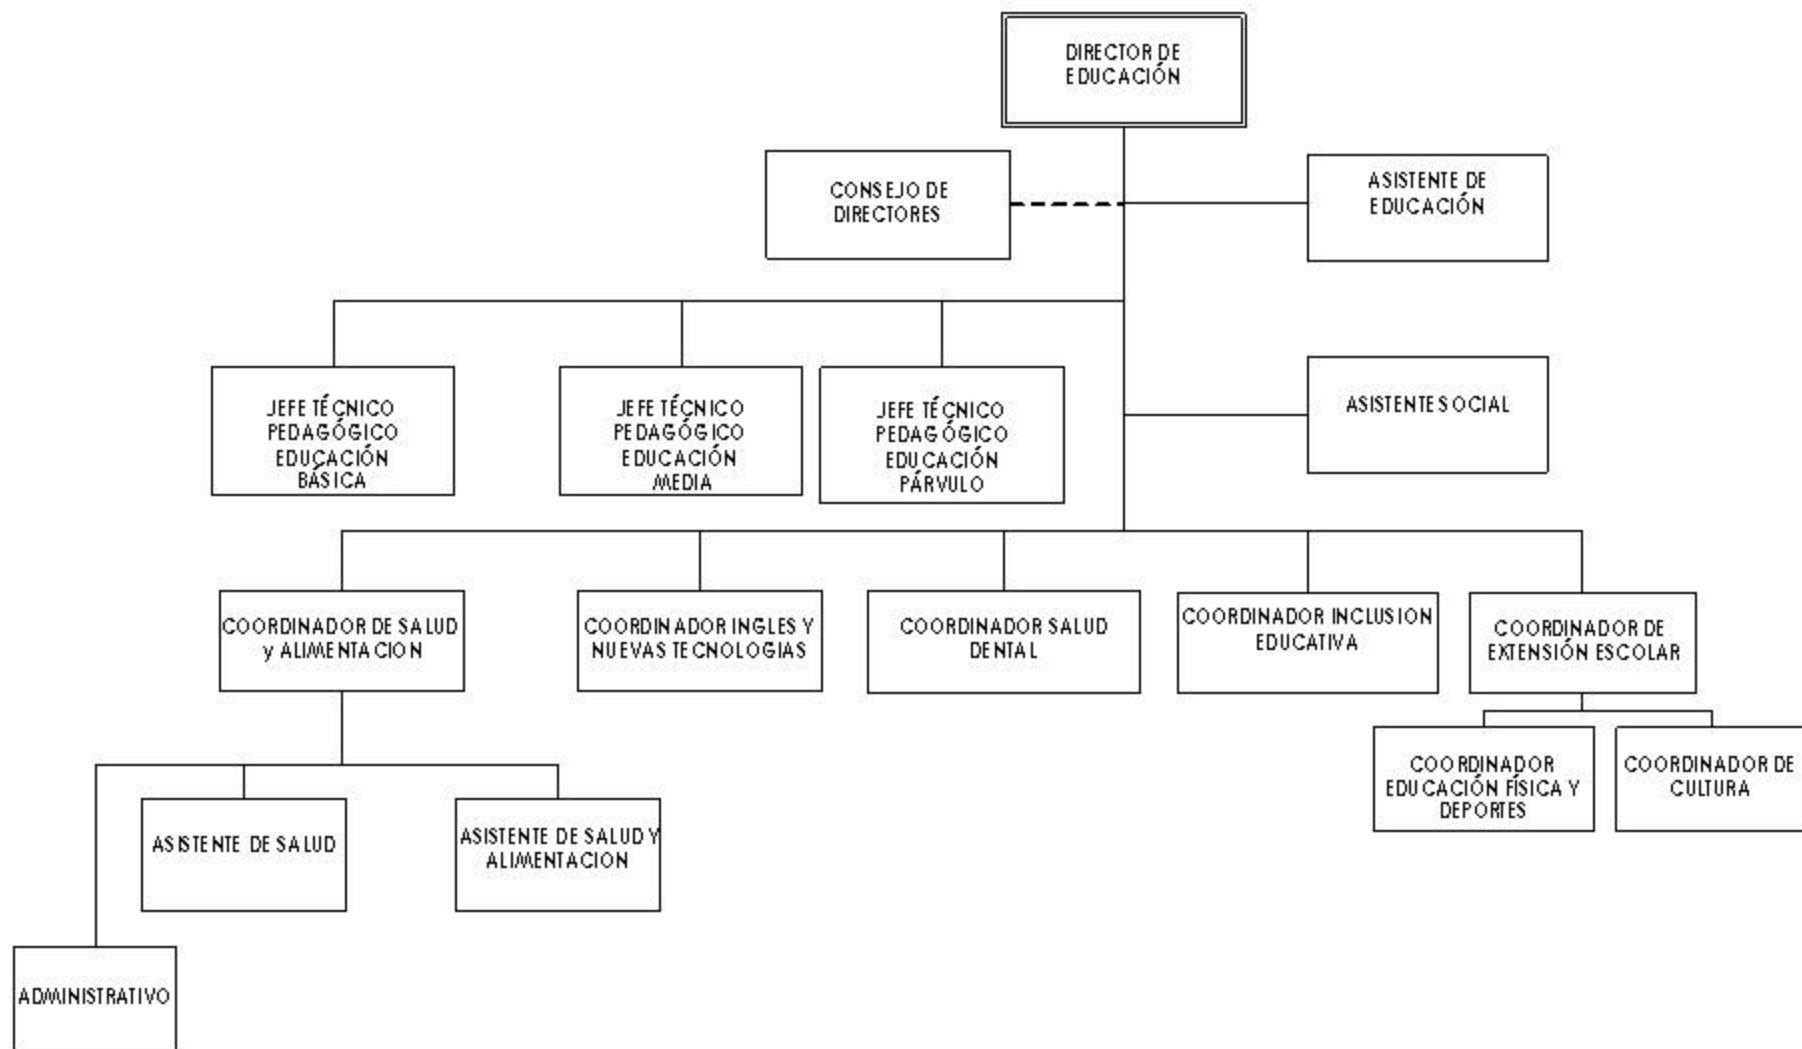 DIRECTOR DE
EDUCACIÓN
CONSEJO DE
DIRECTORES
ASISTENTE DE
EDUCACIÓN
JEFE TÉCNICO
PEDAGÓGICO
EDUCACIÓN
BÁSICA
JEFE TÉCNICO
PEDAGÓGICO
EDUCACIÓN
MEDIA
JEFE TÉCNICO
PEDAGÓGICO
EDUCACIÓN
PÁRVULO
ASISTENTE SOCIAL
COORDINADOR DE SALUD
y ALIMENTACION
COORDINADOR INGLES Y
NUEVAS TECNOLOGIAS
COORDINADOR SALUD
DENTAL
COORDINADOR INCLUSION
EDUCATIVA
COORDINADOR DE
EXTENSIÓN ESCOLAR
COORDINADOR
EDUCACIÓN FÍSICA Y
DEPORTES
COORDINADOR DE
CULTURA
ASISTENTE DE SALUD
ASISTENTE DE SALUD Y
ALIMENTACION
ADMINISTRATIVO